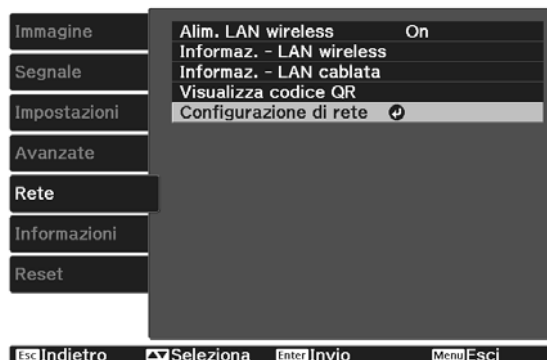 Immagine
Segnale
Impostazioni
Avanzate
Rete
Informazioni
Reset
Alim. LAN wireless On
Informaz. - LAN wireless
Informaz. - LAN cablata
Visualizza codice QR
Configurazione di rete
Esc Indietro Seleziona Enter Invio Menu Esci